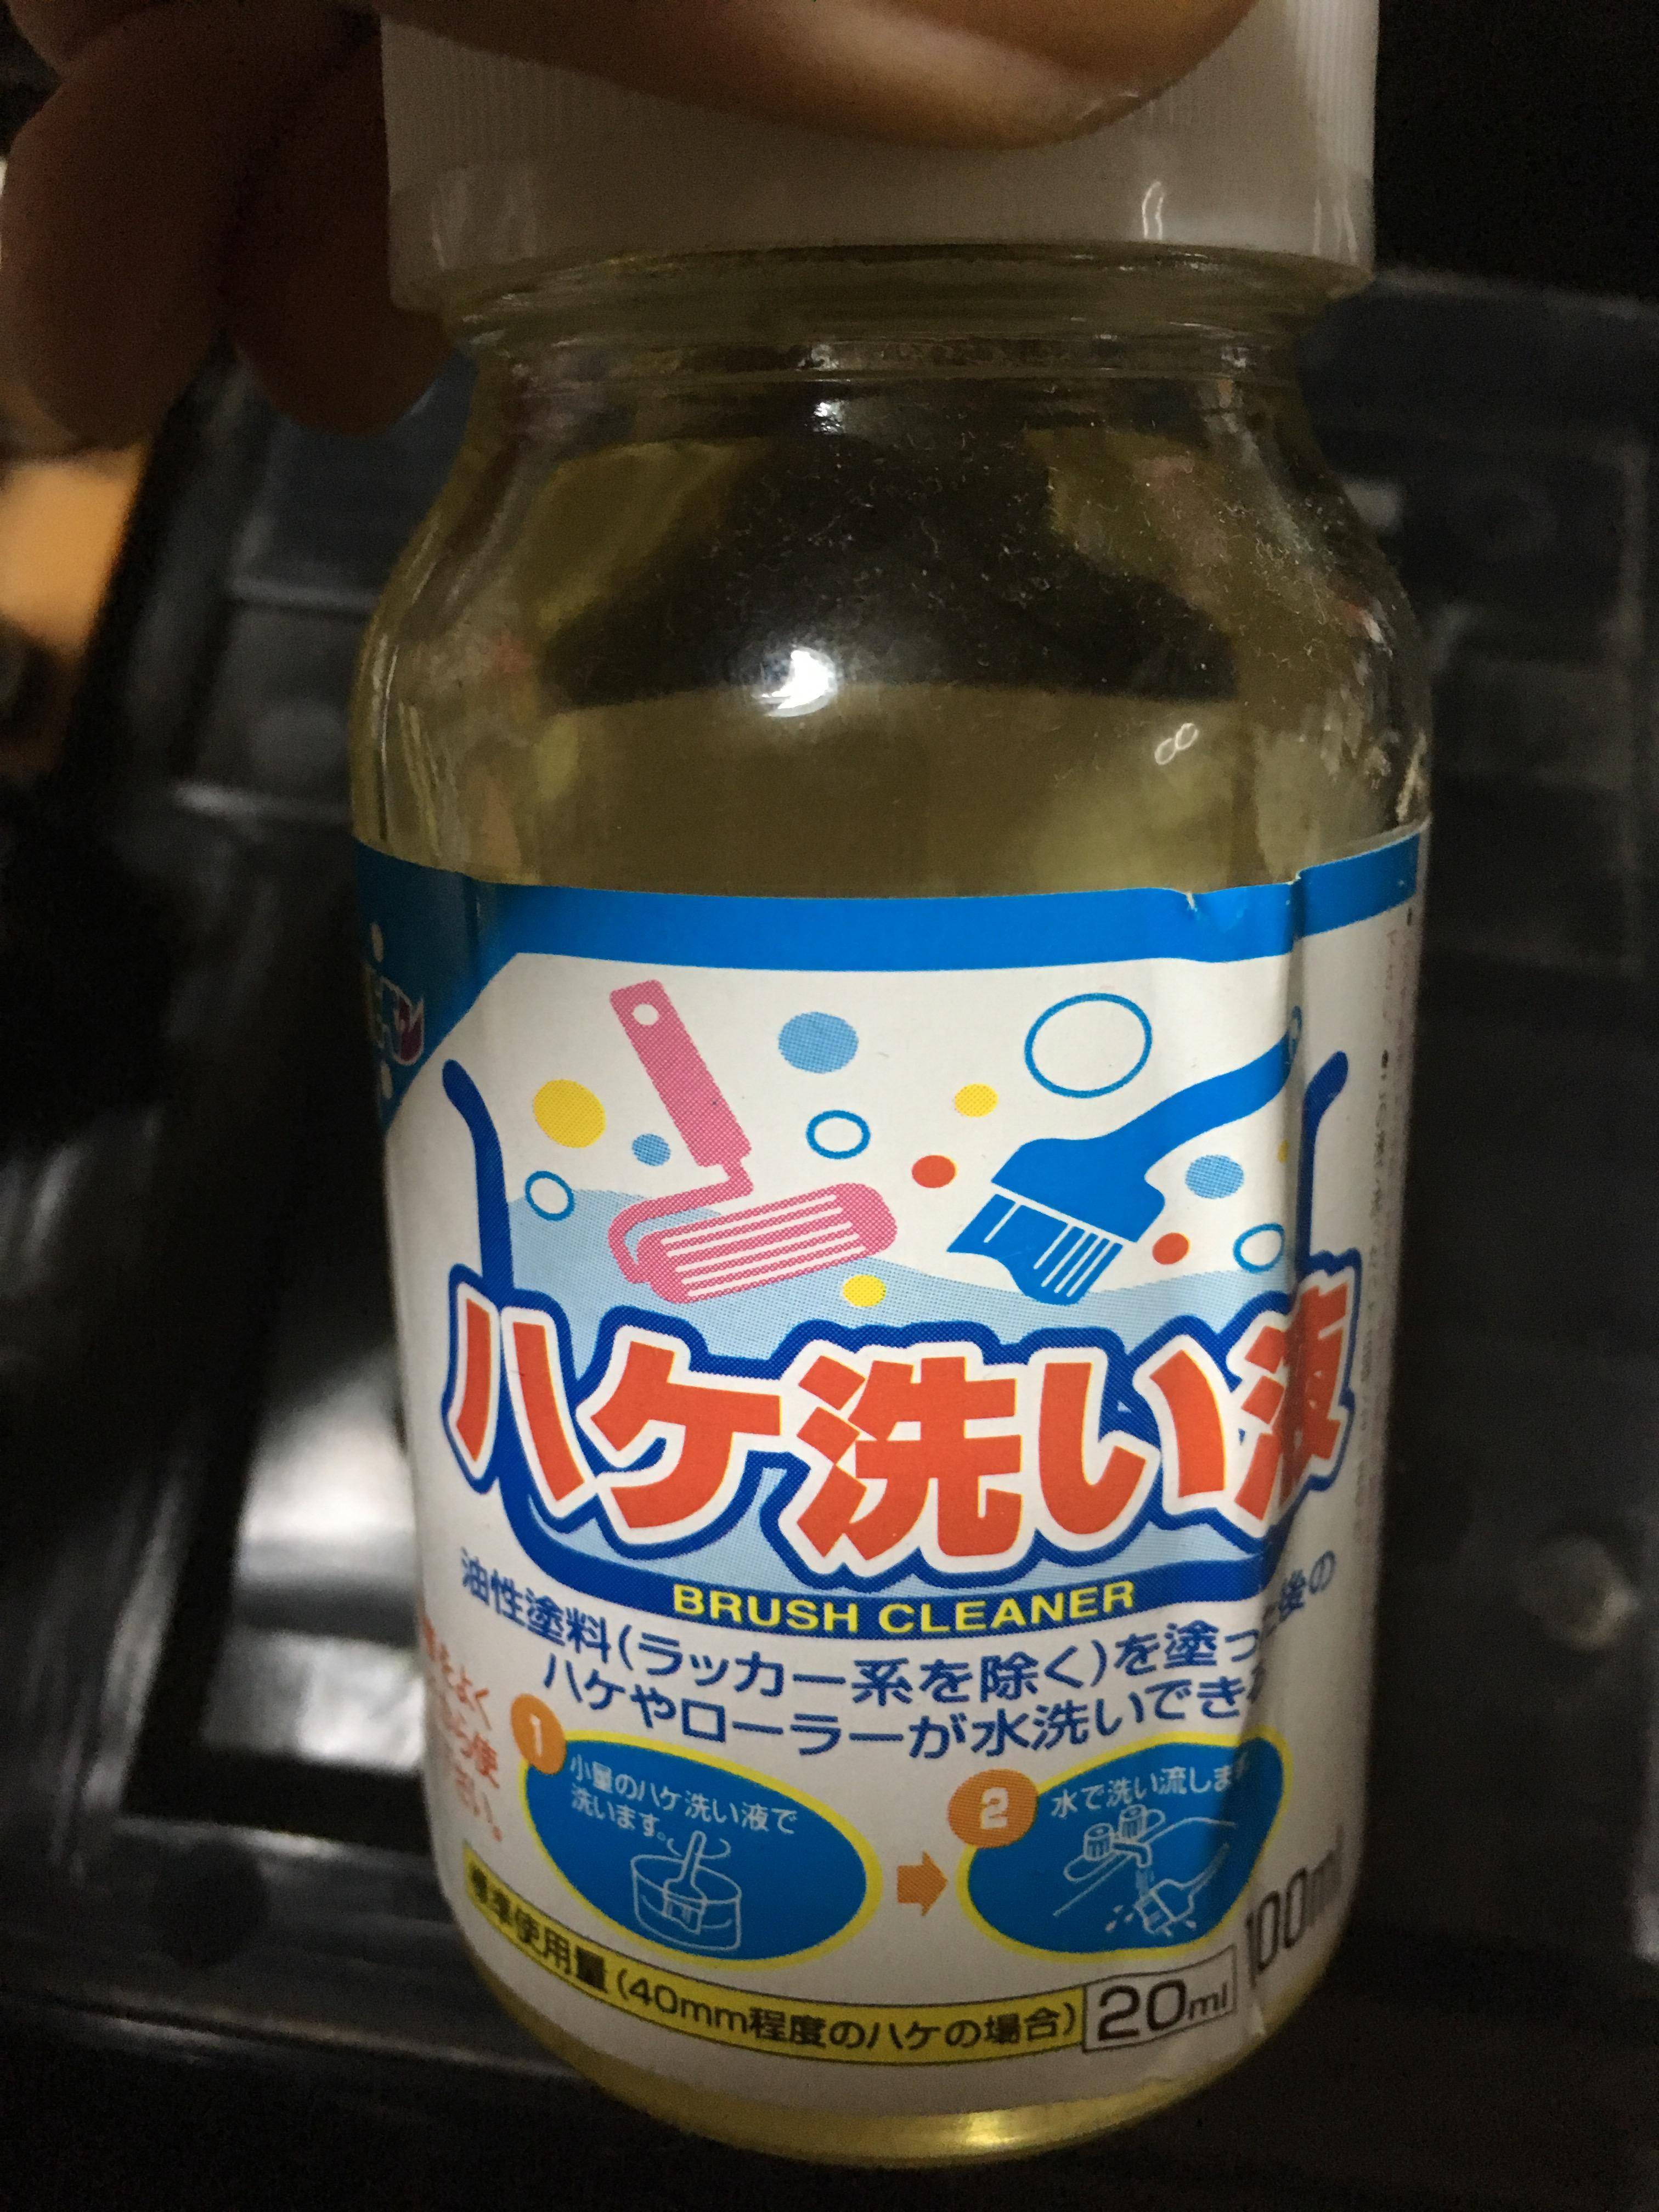 ハケ洗い液
BRUSH CLEANER
油性塗料(ラッカー系を除く)を塗った後の
ハケやローラーが水洗いできる
1
小量のハケ洗い液で
洗います。
2
水で洗い流します
標準使用量(40mm程度のハケの場合)20ml
100ml